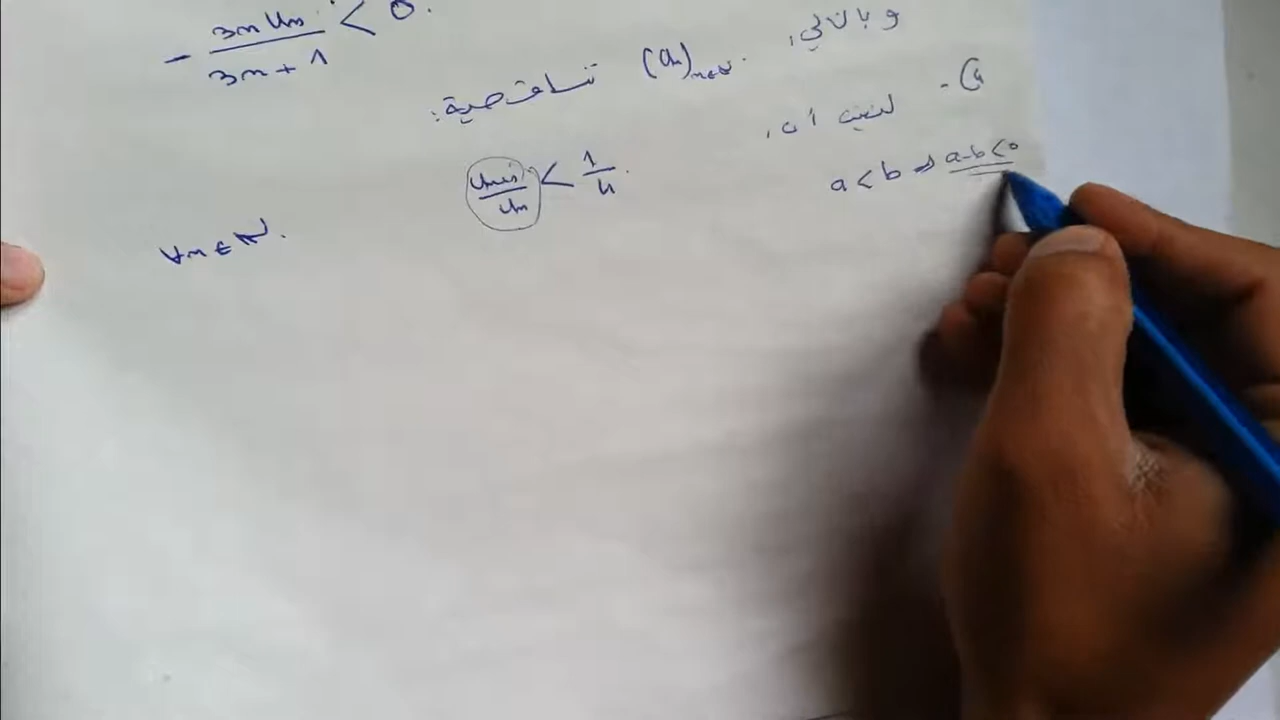 - 3n Un / 3n + 1 < 0.
وبالتالي،
(Un)n∈ℕ. تناقصية:
لنبين أن،
a < b ⇒ a-b < 0
Un+1 / Un < 1/4
∀n ∈ ℕ.